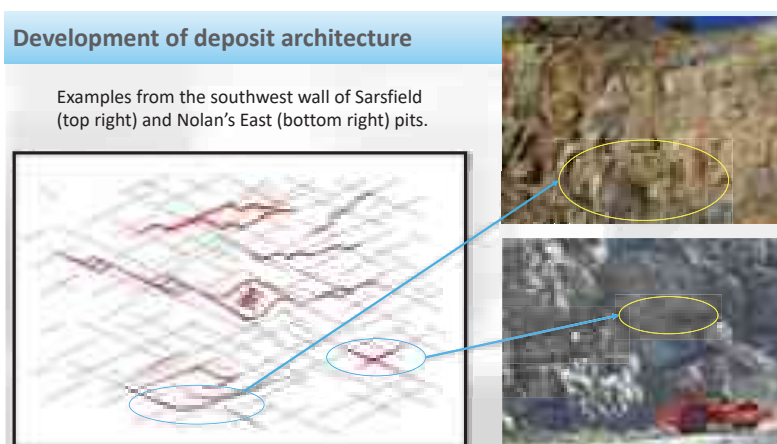 Development of deposit architecture
Examples from the southwest wall of Sarsfield
(top right) and Nolan's East (bottom right) pits.